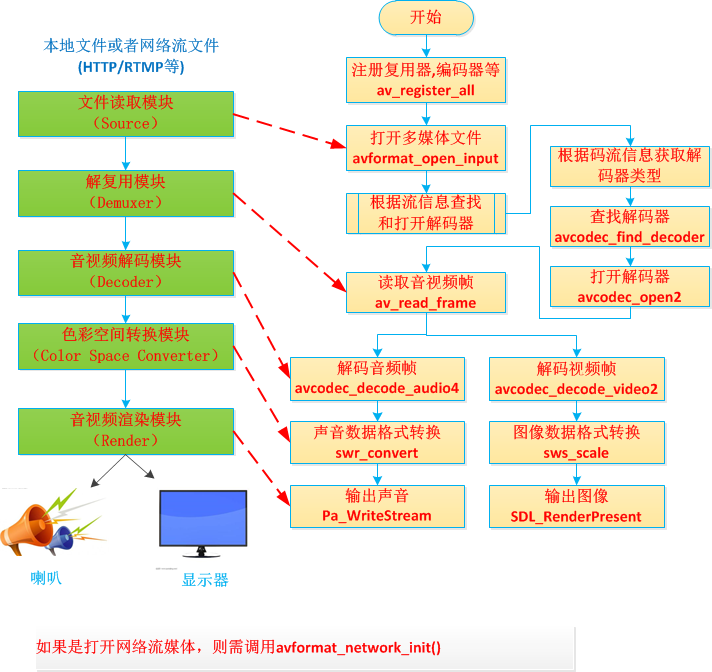 本地文件或者网络流文件
(HTTP/RTMP等)
文件读取模块
（Source）
解复用模块
（Demuxer）
音视频解码模块
（Decoder）
色彩空间转换模块
（Color Space Converter）
音视频渲染模块
（Render）
喇叭
显示器
开始
注册复用器,编码器等
av_register_all
打开多媒体文件
avformat_open_input
根据流信息查找
和打开解码器
根据码流信息获取解
码器类型
查找解码器
avcodec_find_decoder
打开解码器
avcodec_open2
读取音视频帧
av_read_frame
解码音频帧
avcodec_decode_audio4
解码视频帧
avcodec_decode_video2
声音数据格式转换
swr_convert
图像数据格式转换
sws_scale
输出声音
Pa_WriteStream
输出图像
SDL_RenderPresent
如果是打开网络流媒体，则需调用avformat_network_init()